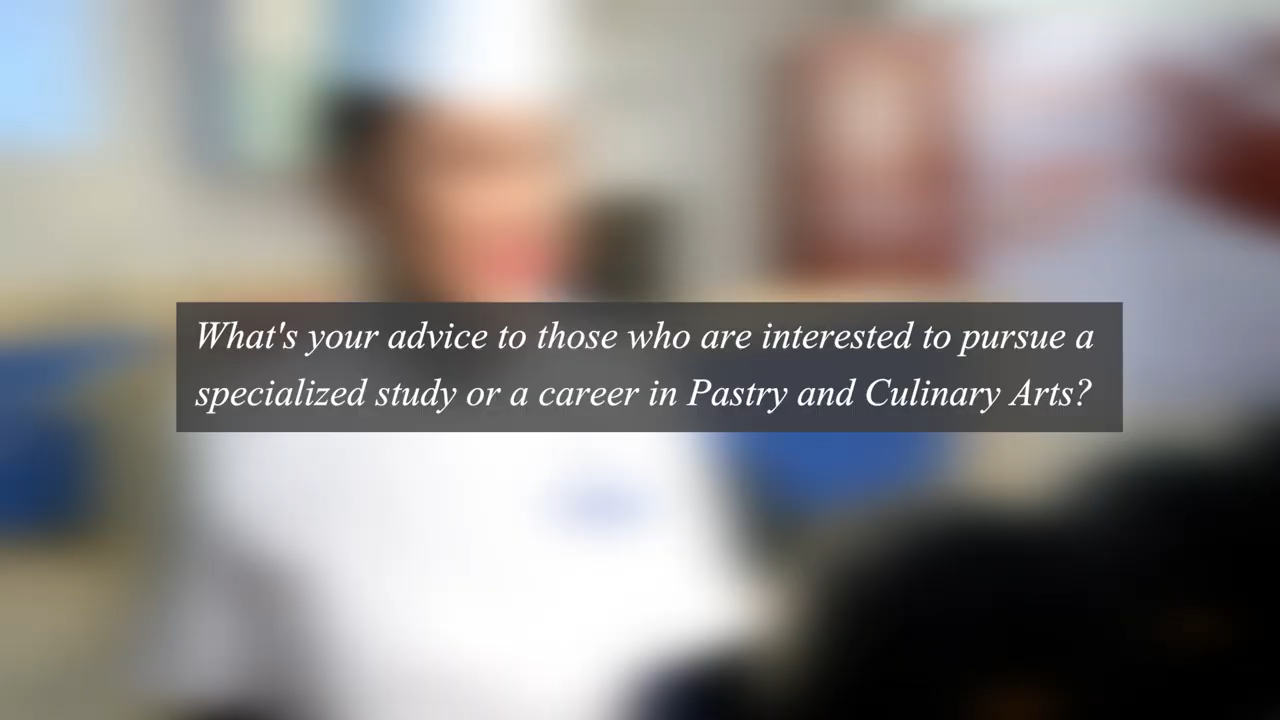 What's your advice to those who are interested to pursue a
specialized study or a career in Pastry and Culinary Arts?